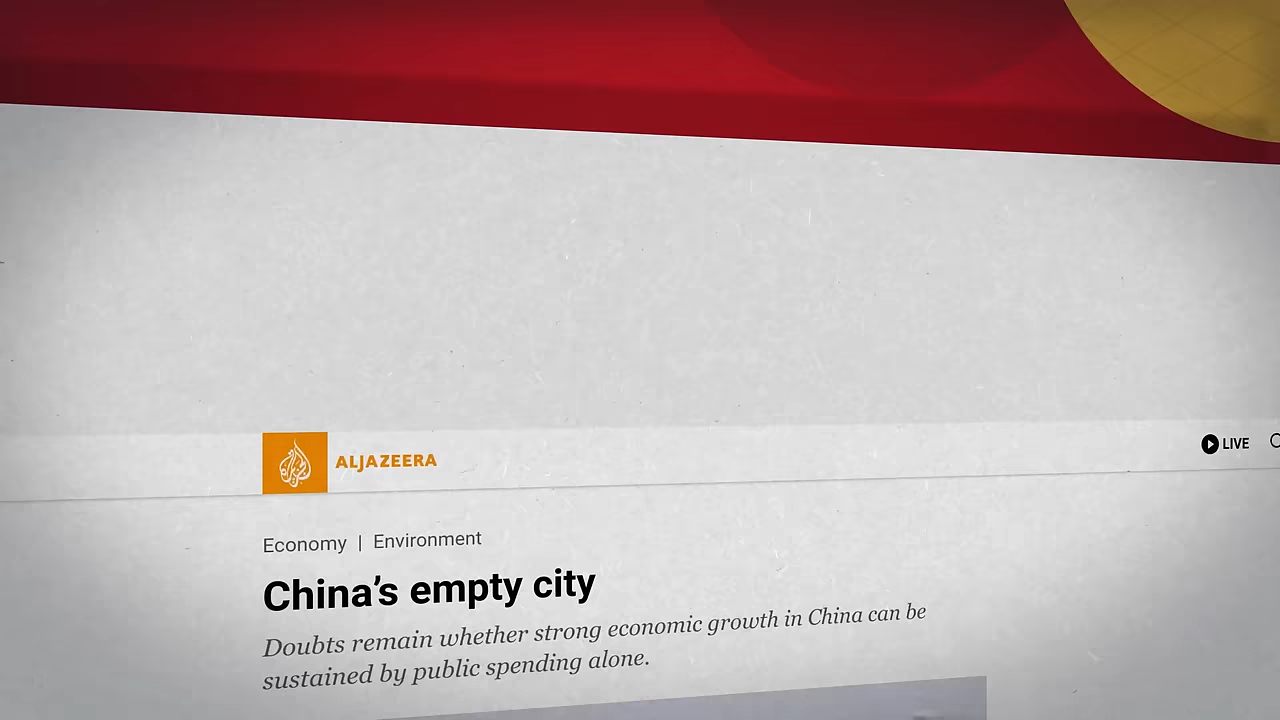 ALJAZEERA
LIVE
Economy | Environment
China’s empty city
Doubts remain whether strong economic growth in China can be
sustained by public spending alone.